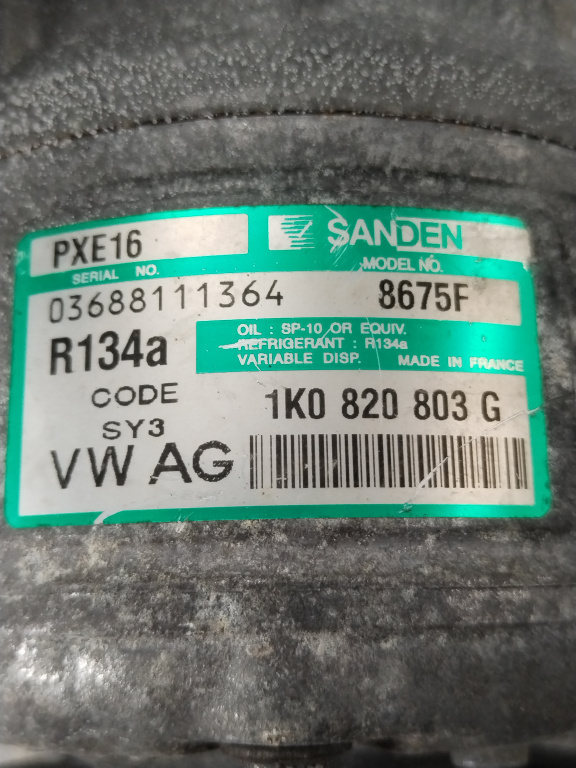 PXE16
SANDEN
SERIAL NO.
MODEL NO.
03688111364
8675F
R134a
OIL : SP-10 OR EQUIV.
REFRIGERANT : R134a
VARIABLE DISP. MADE IN FRANCE
CODE
SY3
1K0 820 803 G
VW AG